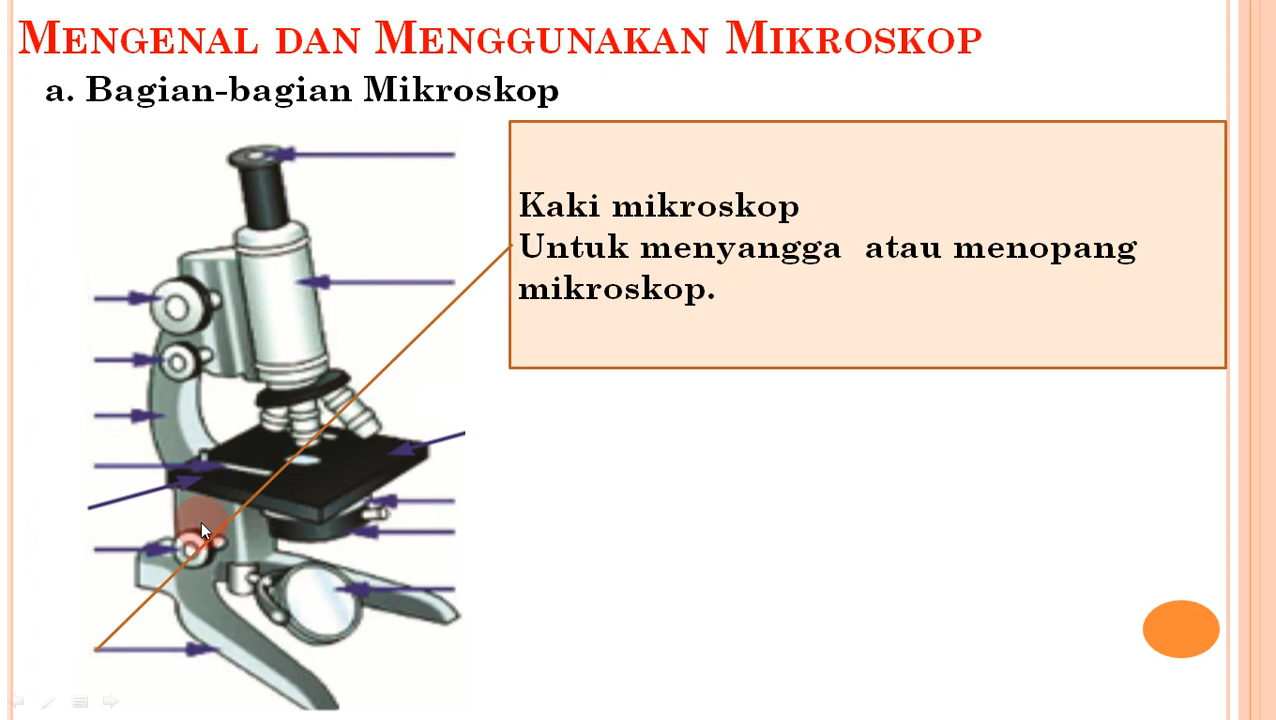 Mengenal dan Menggunakan Mikroskop
a. Bagian-bagian Mikroskop
Kaki mikroskop
Untuk menyangga atau menopang
mikroskop.